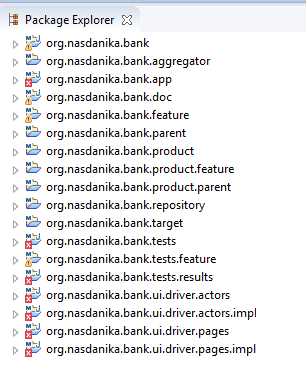 Package Explorer
org.nasdanika.bank
org.nasdanika.bank.aggregator
org.nasdanika.bank.app
org.nasdanika.bank.doc
org.nasdanika.bank.feature
org.nasdanika.bank.parent
org.nasdanika.bank.product
org.nasdanika.bank.product.feature
org.nasdanika.bank.product.parent
org.nasdanika.bank.repository
org.nasdanika.bank.target
org.nasdanika.bank.tests
org.nasdanika.bank.tests.feature
org.nasdanika.bank.tests.results
org.nasdanika.bank.ui.driver.actors
org.nasdanika.bank.ui.driver.actors.impl
org.nasdanika.bank.ui.driver.pages
org.nasdanika.bank.ui.driver.pages.impl